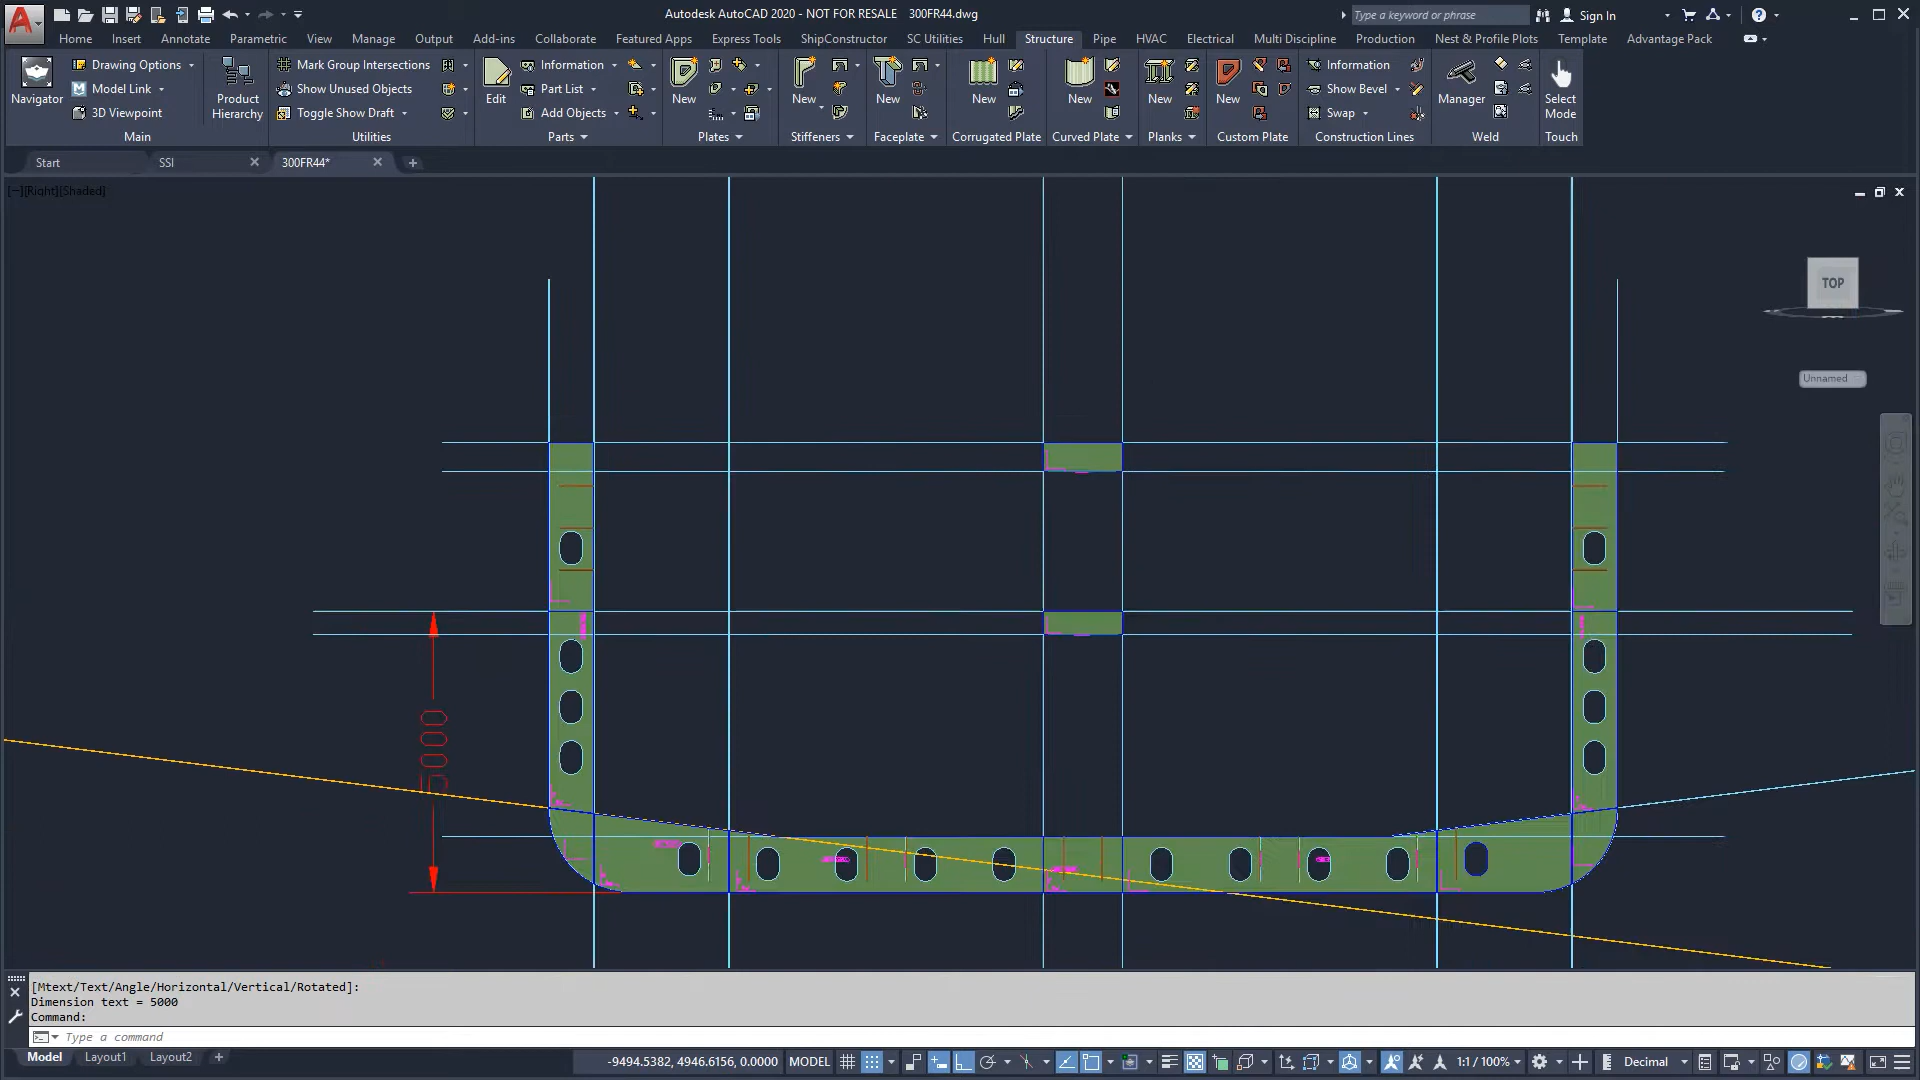 Autodesk AutoCAD 2020 - NOT FOR RESALE 300FR44.dwg
Type a keyword or phrase
Sign In
Home Insert Annotate Parametric View Manage Output Add-ins Collaborate Featured Apps Express Tools ShipConstructor SC Utilities Hull Structure Pipe HVAC Electrical Multi Discipline Production Nest & Profile Plots Template Advantage Pack
Navigator
Drawing Options
Model Link
3D Viewpoint
Main
Product
Hierarchy
Mark Group Intersections
Show Unused Objects
Toggle Show Draft
Utilities
Edit
Information
Part List
Add Objects
Parts
New
Plates
New
Stiffeners
New
Faceplate
New
Corrugated Plate
New
Curved Plate
New
Planks
New
Custom Plate
Information
Show Bevel
Swap
Construction Lines
Manager
Weld
Select
Mode
Touch
Start
SSI
300FR44*
[−][Right][Shaded]
TOP
Unnamed
5000
[Mtext/Text/Angle/Horizontal/Vertical/Rotated]:
Dimension text = 5000
Command:
Type a command
Model Layout1 Layout2 +
-9494.5382, 4946.6156, 0.0000 MODEL
1:1 / 100%
Decimal